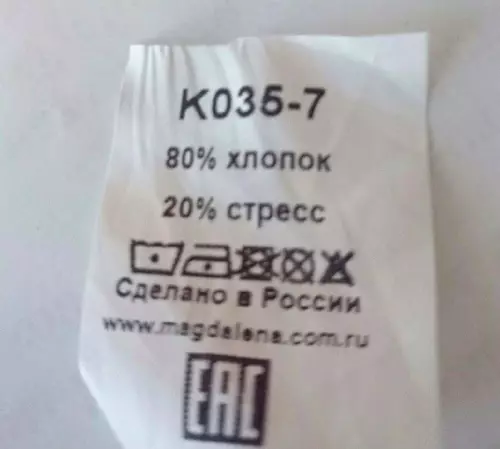 К035-7
80% хлопок
20% стресс
Сделано в России
www.magdalena.com.ru
EAC